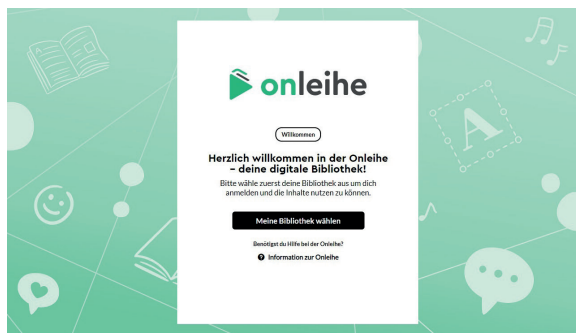 onleihe
Willkommen
Herzlich willkommen in der Onleihe
– deine digitale Bibliothek!
Bitte wähle zuerst deine Bibliothek aus um dich
anmelden und die Inhalte nutzen zu können.
Meine Bibliothek wählen
Benötigst du Hilfe bei der Onleihe?
Information zur Onleihe
A
A